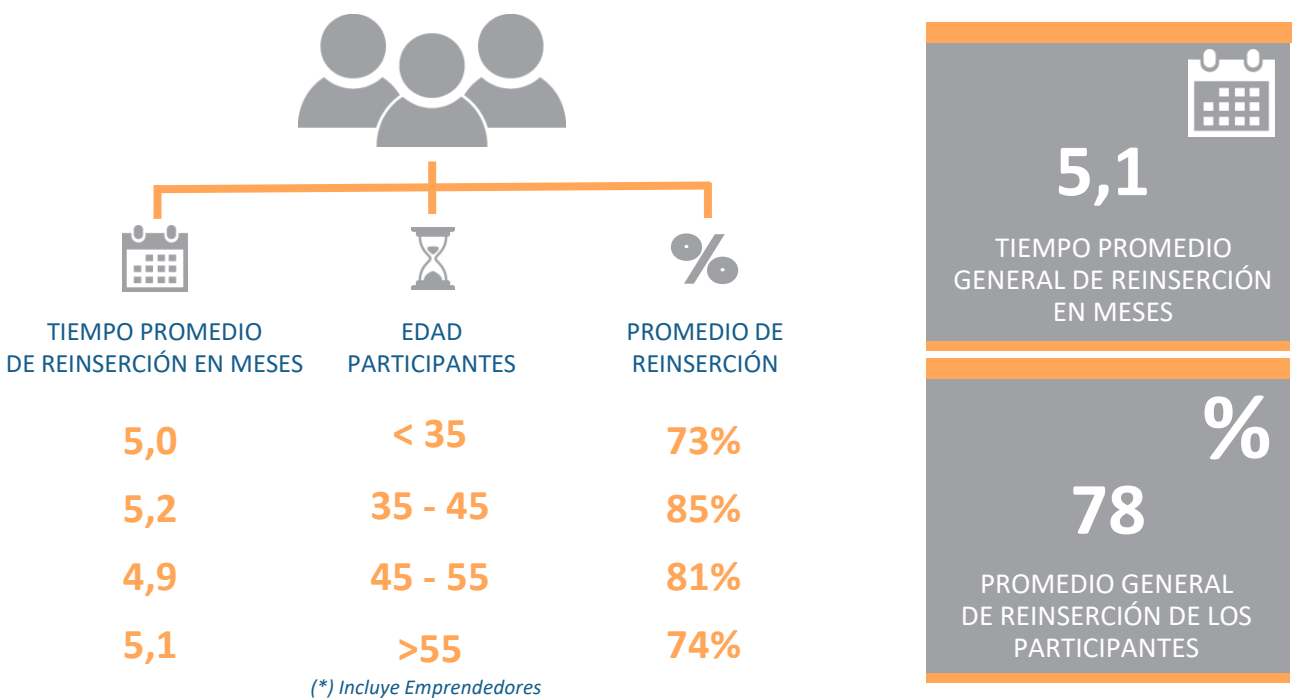 TIEMPO PROMEDIO
DE REINSERCIÓN EN MESES
EDAD
PARTICIPANTES
%
PROMEDIO DE
REINSERCIÓN
5,0 < 35 73%
5,2 35 - 45 85%
4,9 45 - 55 81%
5,1 >55 74%
(*) Incluye Emprendedores
5,1
TIEMPO PROMEDIO
GENERAL DE REINSERCIÓN
EN MESES
%
78
PROMEDIO GENERAL
DE REINSERCIÓN DE LOS
PARTICIPANTES